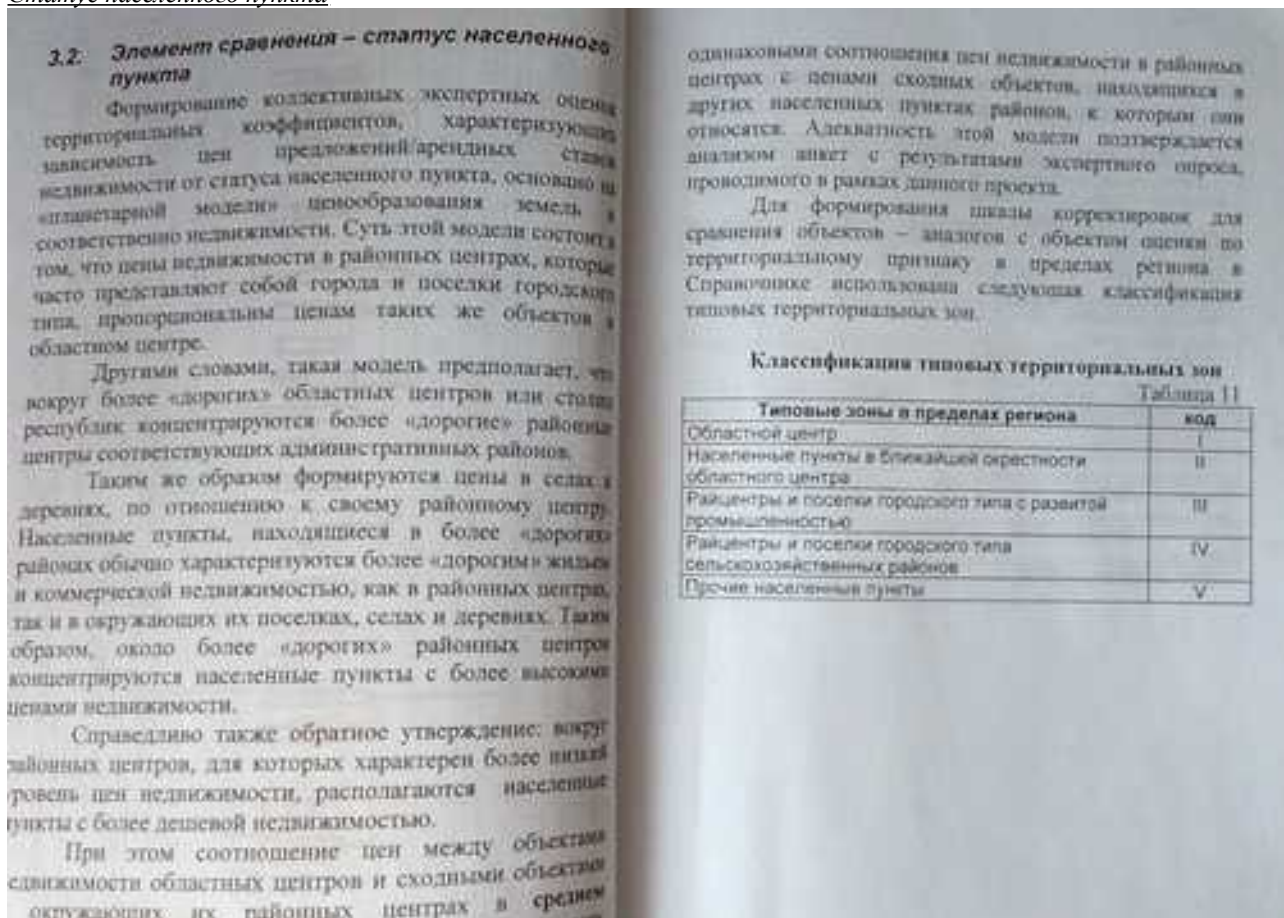 Статус населенного пункта
3.2. Элемент сравнения – статус населенного
пункта
Формирование коллективных экспертных оценок
территориальных коэффициентов, характеризующих
зависимость цен предложений/арендных ставок
недвижимости от статуса населенного пункта, основано на
«планетарной модели» ценообразования земель и
соответственно недвижимости. Суть этой модели состоит в
том, что цены недвижимости в районных центрах, которые
часто представляют собой города и поселки городского
типа, пропорциональны ценам таких же объектов в
областном центре.
Другими словами, такая модель предполагает, что
вокруг более «дорогих» областных центров или столиц
республик концентрируются более «дорогие» районные
центры соответствующих административных районов.
Таким же образом формируются цены в селах и
деревнях, по отношению к своему районному центру.
Населенные пункты, находящиеся в более «дорогих»
районах обычно характеризуются более «дорогим» жильем
и коммерческой недвижимостью, как в районных центрах,
так и в окружающих их поселках, селах и деревнях. Таким
образом, около более «дорогих» районных центров
концентрируются населенные пункты с более высокими
ценами недвижимости.
Справедливо также обратное утверждение: вокруг
районных центров, для которых характерен более низкий
уровень цен недвижимости, располагаются населенные
пункты с более дешевой недвижимостью.
При этом соотношение цен между объектами
недвижимости областных центров и сходными объектами
окружающих их районных центрах в среднем
одинаковыми соотношения цен недвижимости в районных
центрах с ценами сходных объектов, находящихся в
других населенных пунктах районов, к которым они
относятся. Адекватность этой модели подтверждается
анализом анкет с результатами экспертного опроса,
проводимого в рамках данного проекта.
Для формирования шкалы корректировок для
сравнения объектов – аналогов с объектом оценки по
территориальному признаку в пределах региона в
Справочнике использована следующая классификация
типовых территориальных зон.
Классификация типовых территориальных зон
Таблица 11
Типовые зоны в пределах региона код
Областной центр I
Населенные пункты в ближайшей окрестности II
областного центра
Райцентры и поселки городского типа с развитой III
промышленностью
Райцентры и поселки городского типа IV
сельскохозяйственных районов
Прочие населенные пункты V